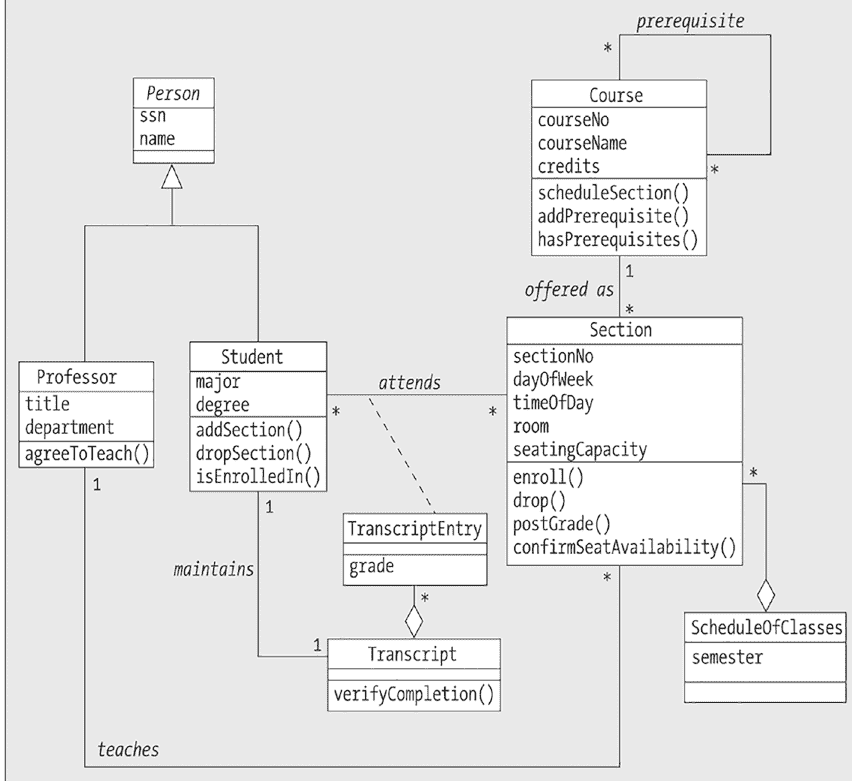 prerequisite
*
Course
courseNo
courseName
credits
*
scheduleSection()
addPrerequisite()
hasPrerequisites()
Person
ssn
name
1
offered as
*
Section
sectionNo
dayOfWeek
timeOfDay
room
seatingCapacity
enroll()
drop()
postGrade()
confirmSeatAvailability()
Professor
title
department
agreeToTeach()
1
Student
major
degree
addSection()
dropSection()
isEnrolledIn()
1
attends
*
*
*
maintains
TranscriptEntry
grade
*
*
1
Transcript
verifyCompletion()
ScheduleOfClasses
semester
teaches